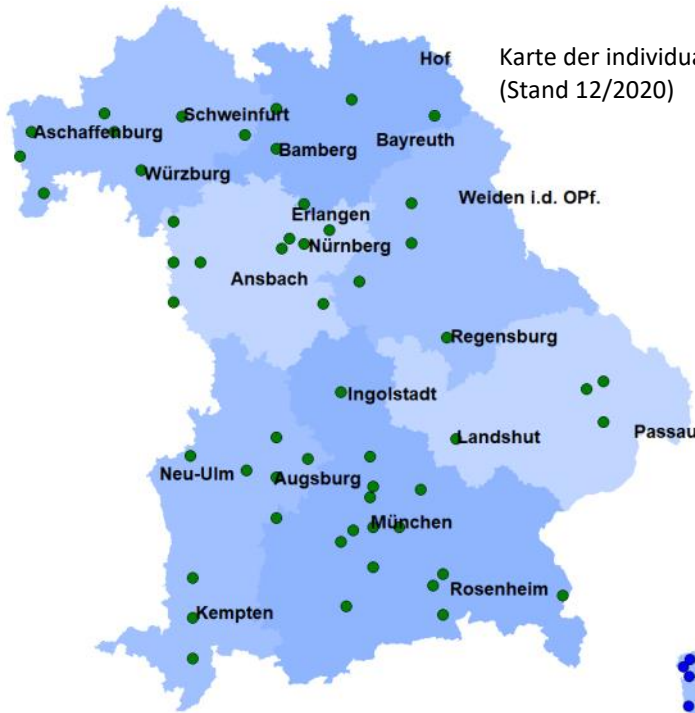 Hof
Karte der individua
(Stand 12/2020)
Schweinfurt
Aschaffenburg
Bayreuth
Bamberg
Würzburg
Weiden i.d. OPf.
Erlangen
Nürnberg
Ansbach
Regensburg
Ingolstadt
Passau
Landshut
Neu-Ulm
Augsburg
München
Rosenheim
Kempten